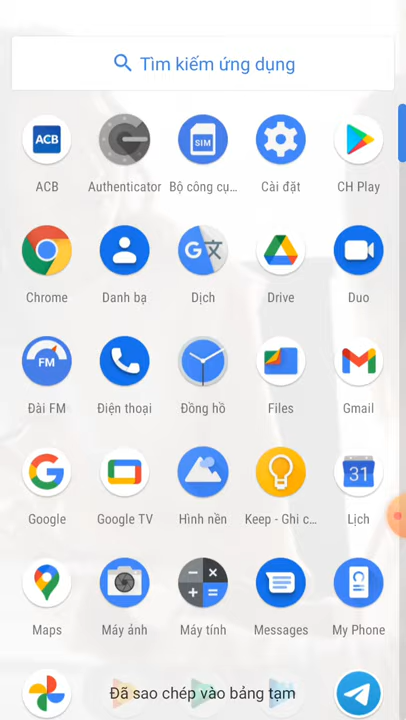 Tìm kiếm ứng dụng
ACB
ACB Authenticator Bộ công cụ... Cài đặt CH Play
SIM
G文
Chrome Danh bạ Dịch Drive Duo
FM
Đài FM Điện thoại Đồng hồ Files Gmail
31
Google Google TV Hình nền Keep - Ghi c... Lịch
Maps Máy ảnh Máy tính Messages My Phone
Đã sao chép vào bảng tạm